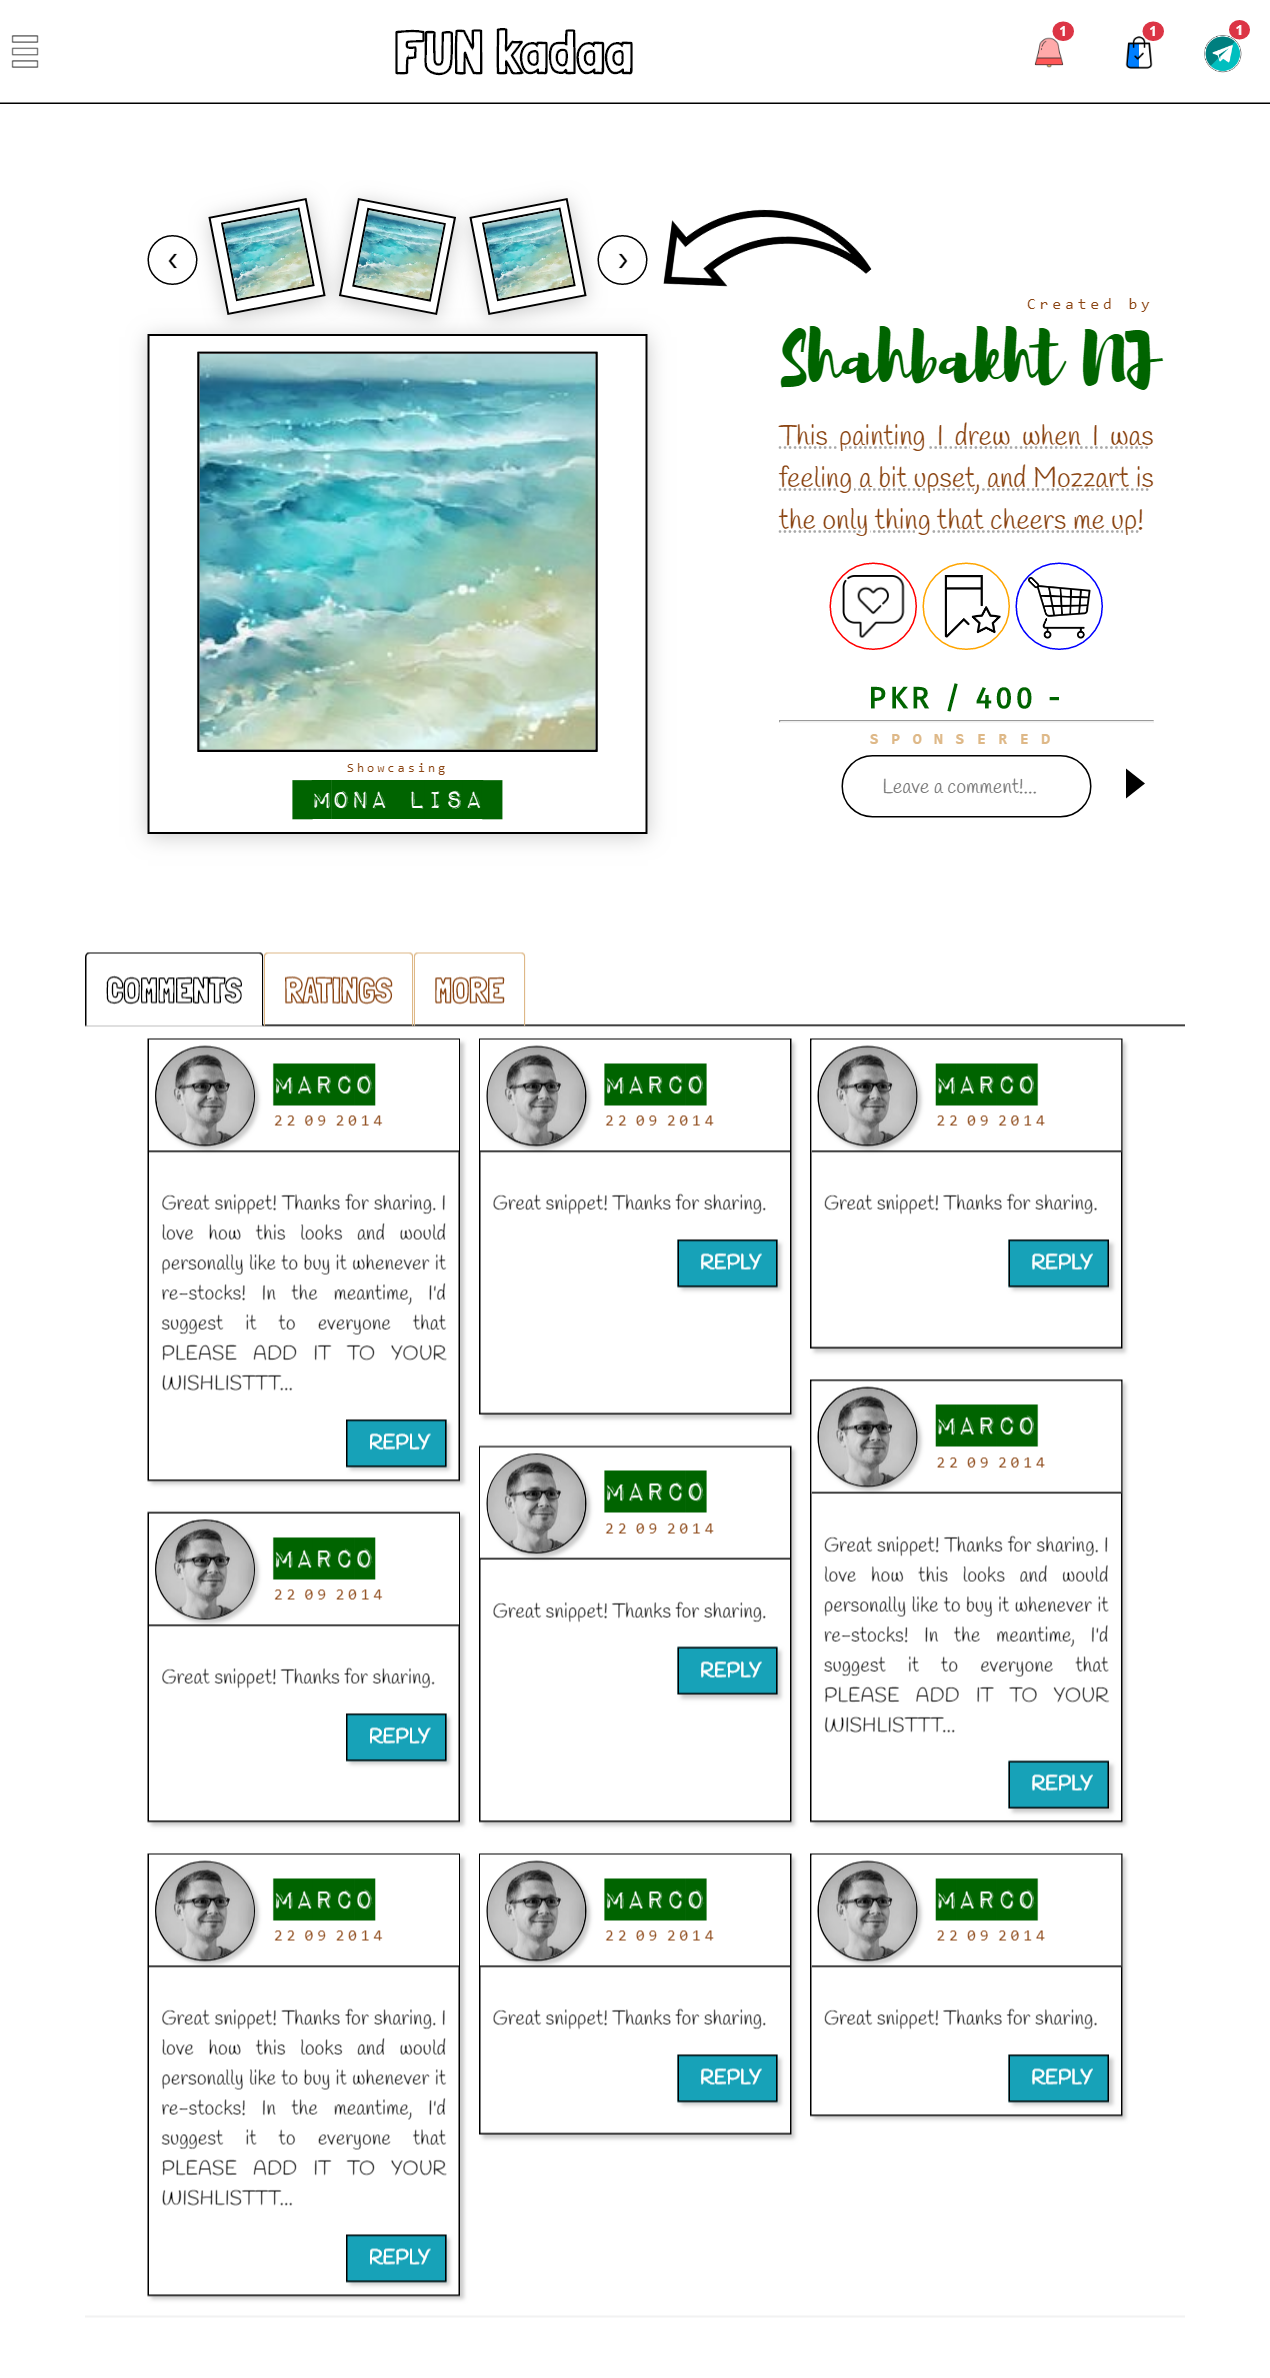 FUN kadaa
1
1
1
‹
›
Created by
Shahbakht NJ
This painting I drew when I was
feeling a bit upset, and Mozzart is
the only thing that cheers me up!
PKR / 400 -
SPONSERED
Leave a comment!...
Showcasing
MONA LISA
COMMENTS
RATINGS
MORE
MARCO
22 09 2014
Great snippet! Thanks for sharing. I
love how this looks and would
personally like to buy it whenever it
re-stocks! In the meantime, I'd
suggest it to everyone that
PLEASE ADD IT TO YOUR
WISHLISTTT...
REPLY
MARCO
22 09 2014
Great snippet! Thanks for sharing.
REPLY
MARCO
22 09 2014
Great snippet! Thanks for sharing.
REPLY
MARCO
22 09 2014
Great snippet! Thanks for sharing.
REPLY
MARCO
22 09 2014
Great snippet! Thanks for sharing.
REPLY
MARCO
22 09 2014
Great snippet! Thanks for sharing. I
love how this looks and would
personally like to buy it whenever it
re-stocks! In the meantime, I'd
suggest it to everyone that
PLEASE ADD IT TO YOUR
WISHLISTTT...
REPLY
MARCO
22 09 2014
Great snippet! Thanks for sharing. I
love how this looks and would
personally like to buy it whenever it
re-stocks! In the meantime, I'd
suggest it to everyone that
PLEASE ADD IT TO YOUR
WISHLISTTT...
REPLY
MARCO
22 09 2014
Great snippet! Thanks for sharing.
REPLY
MARCO
22 09 2014
Great snippet! Thanks for sharing.
REPLY